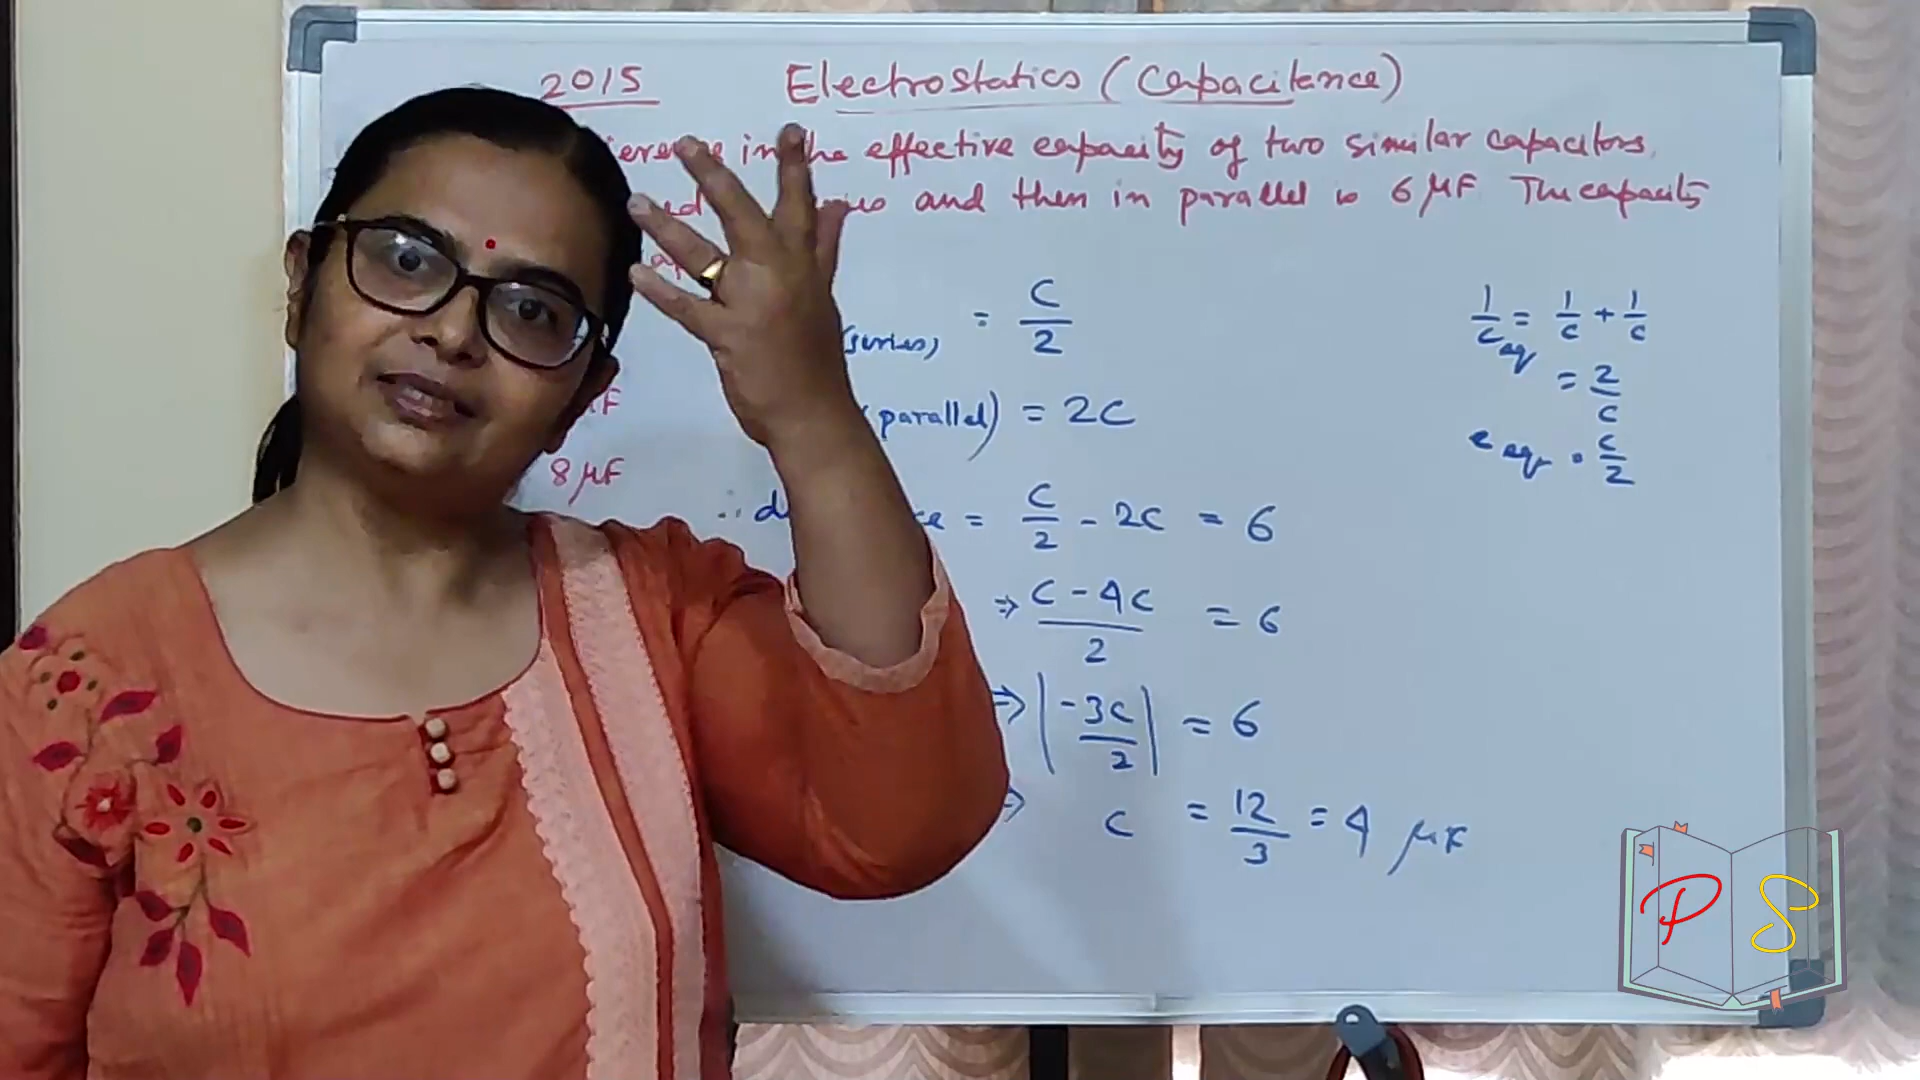 2015 Electrostatics (Capacitance)
in the effective capacity of two similar capacitors
and then in parallel is 6 μF The capacity
(series) = C/2
(parallel) = 2C
8 μF
= C/2 - 2C = 6
⇒ C - 4C / 2 = 6
⇒ |-3C/2| = 6
⇒ C = 12/3 = 4 μF
1/Ceq = 1/C + 1/C
= 2/C
Ceq = C/2
P S